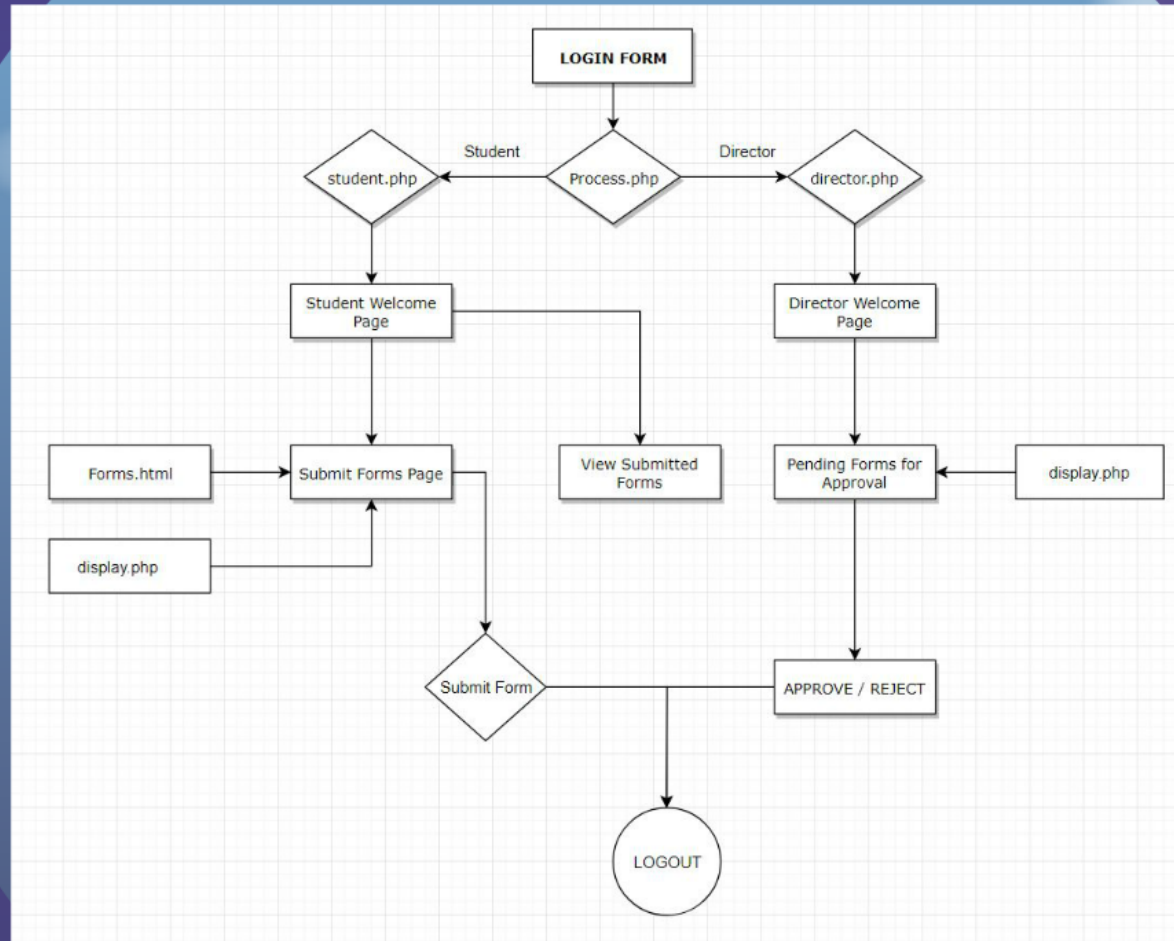 LOGIN FORM
Student
Director
student.php
Process.php
director.php
Student Welcome
Page
Director Welcome
Page
Forms.html
Submit Forms Page
View Submitted
Forms
Pending Forms for
Approval
display.php
display.php
Submit Form
APPROVE / REJECT
LOGOUT